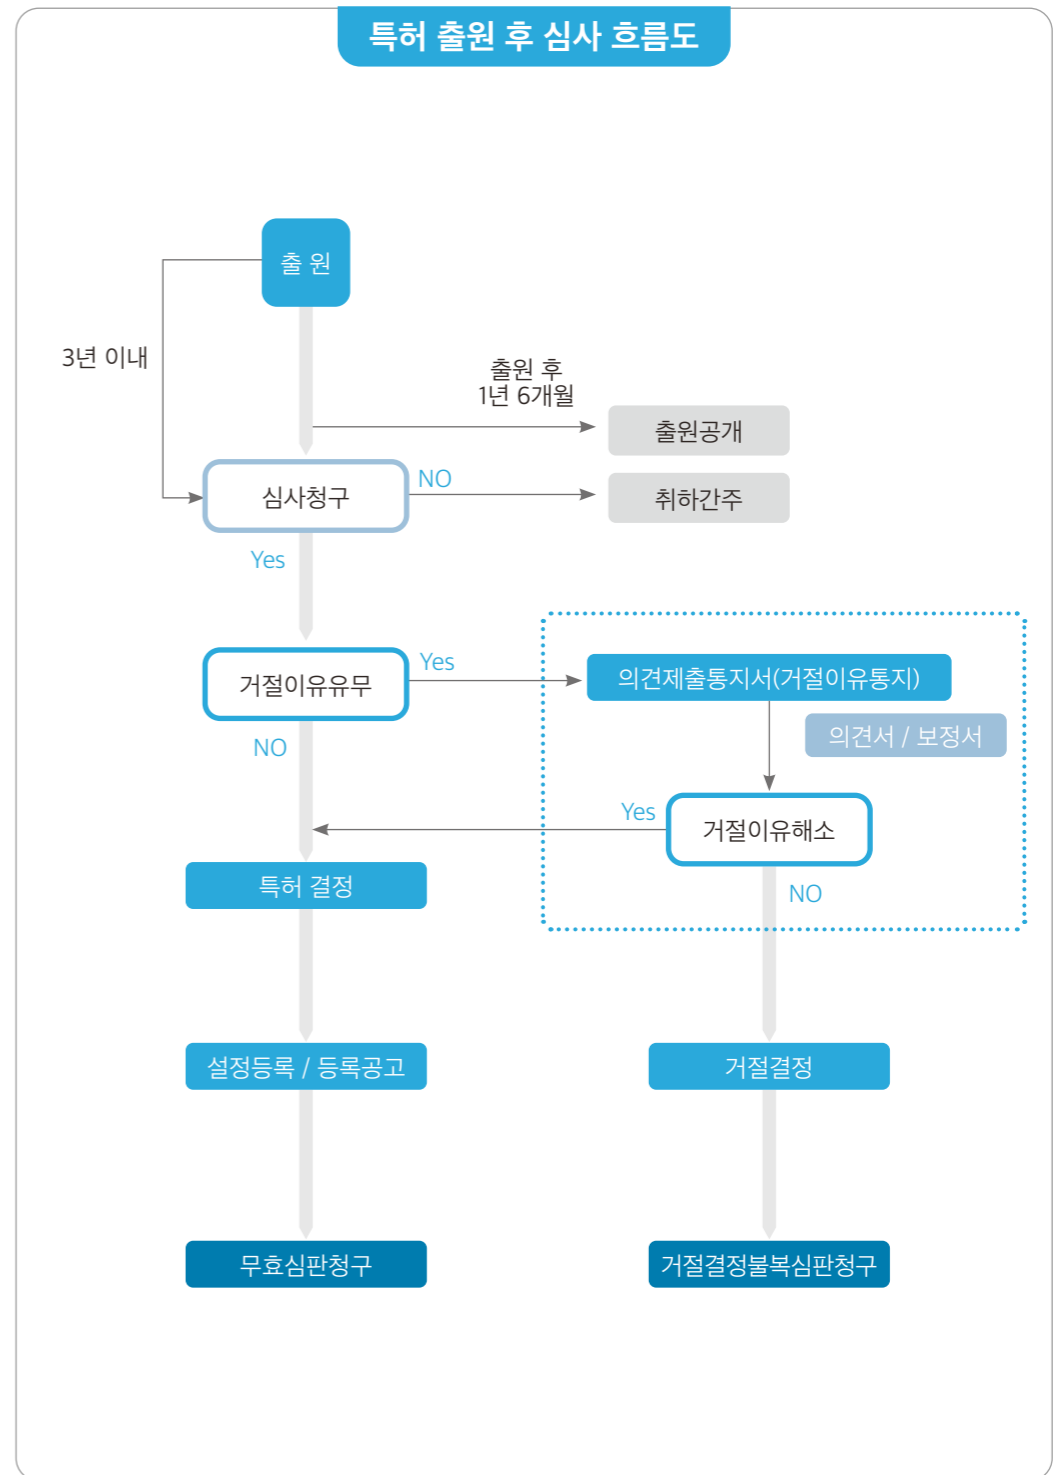 특허 출원 후 심사 흐름도
출 원
3년 이내
출원 후
1년 6개월
출원공개
심사청구
NO
취하간주
Yes
거절이유유무
Yes
의견제출통지서(거절이유통지)
의견서 / 보정서
NO
Yes
거절이유해소
특허 결정
NO
설정등록 / 등록공고
거절결정
무효심판청구
거절결정불복심판청구